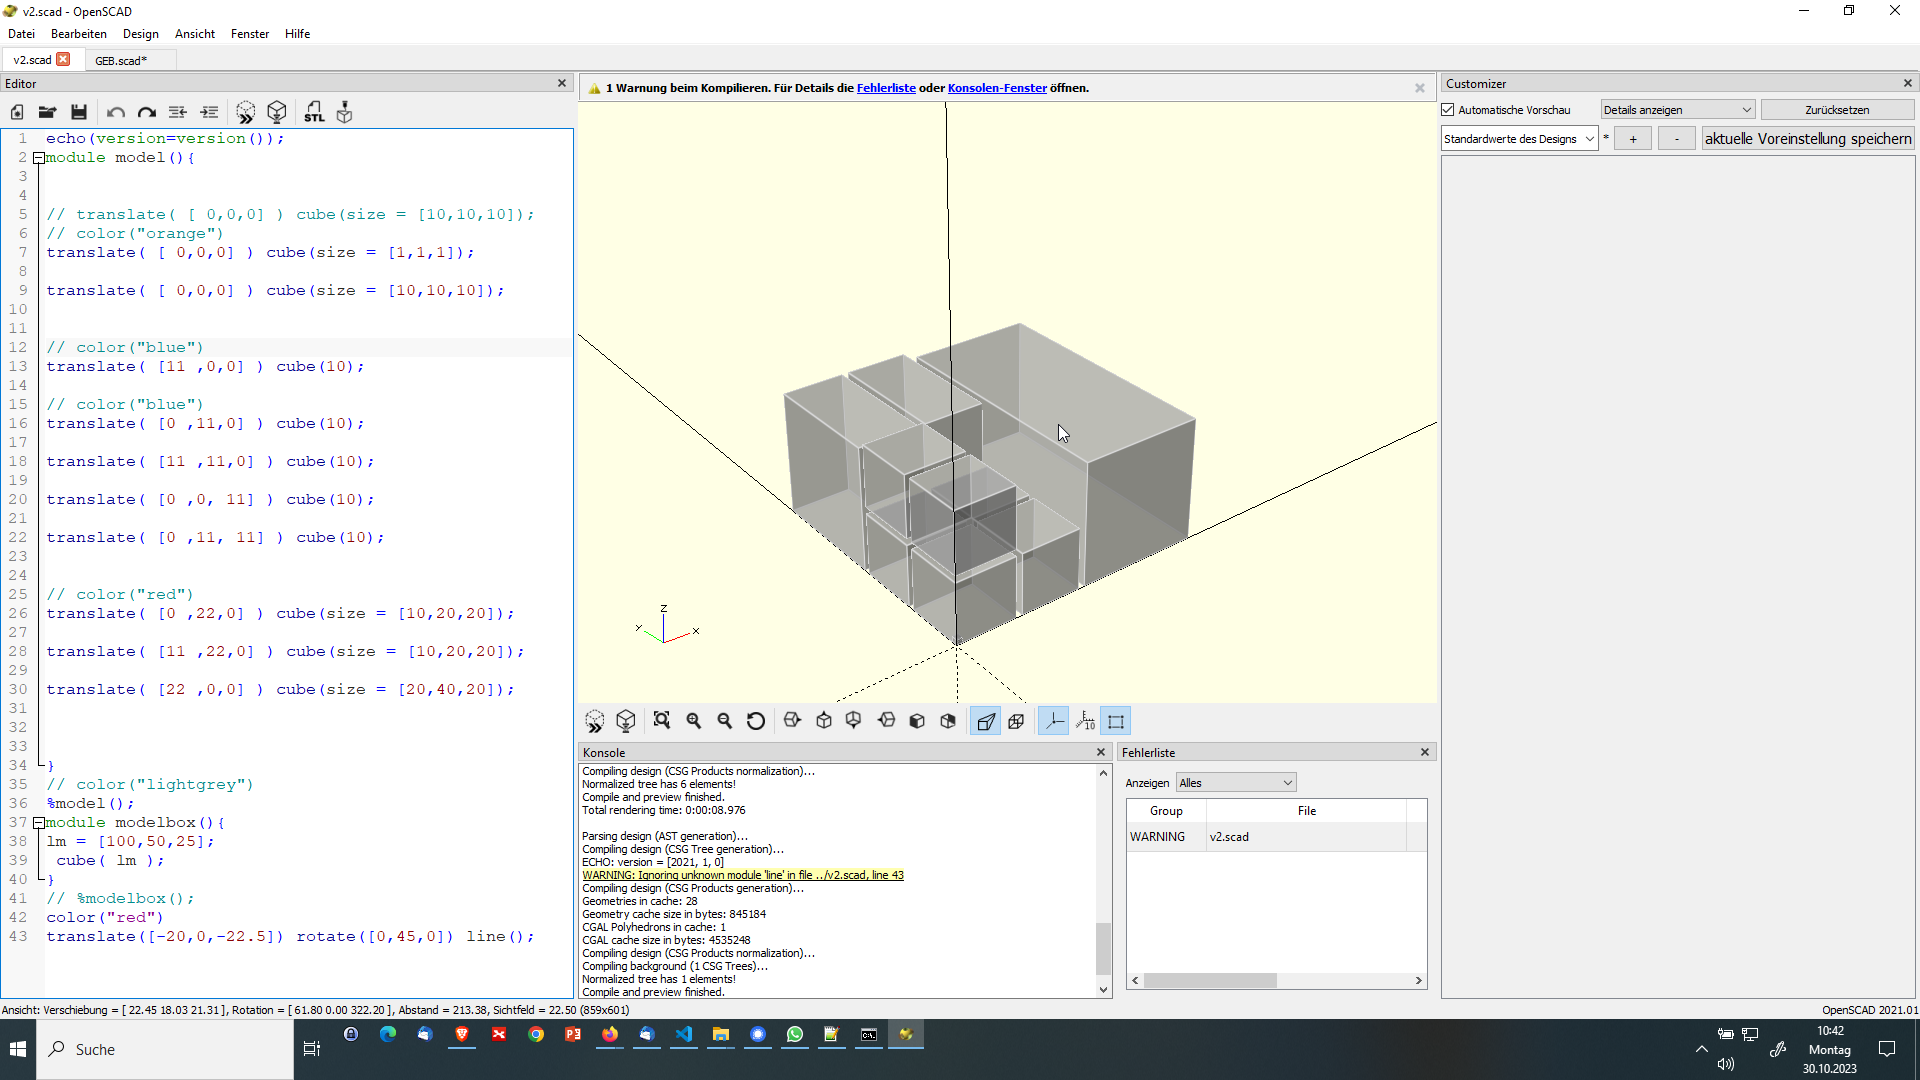 v2.scad - OpenSCAD
Datei Bearbeiten Design Ansicht Fenster Hilfe
v2.scad GEB.scad*
Editor
STL
1 echo(version=version());
2 module model(){
3
4
5 // translate( [ 0,0,0] ) cube(size = [10,10,10]);
6 // color("orange")
7 translate( [ 0,0,0] ) cube(size = [1,1,1]);
8
9 translate( [ 0,0,0] ) cube(size = [10,10,10]);
10
11
12 // color("blue")
13 translate( [11 ,0,0] ) cube(10);
14
15 // color("blue")
16 translate( [0 ,11,0] ) cube(10);
17
18 translate( [11 ,11,0] ) cube(10);
19
20 translate( [0 ,0, 11] ) cube(10);
21
22 translate( [0 ,11, 11] ) cube(10);
23
24
25 // color("red")
26 translate( [0 ,22,0] ) cube(size = [10,20,20]);
27
28 translate( [11 ,22,0] ) cube(size = [10,20,20]);
29
30 translate( [22 ,0,0] ) cube(size = [20,40,20]);
31
32
33
34 }
35 // color("lightgrey")
36 %model();
37 module modelbox(){
38 lm = [100,50,25];
39 cube( lm );
40 }
41 // %modelbox();
42 color("red")
43 translate([-20,0,-22.5]) rotate([0,45,0]) line();
1 Warnung beim Kompilieren. Für Details die Fehlerliste oder Konsolen-Fenster öffnen.
z
y
x
10
Konsole
Compiling design (CSG Products normalization)...
Normalized tree has 6 elements!
Compile and preview finished.
Total rendering time: 0:00:08.976
Parsing design (AST generation)...
Compiling design (CSG Tree generation)...
ECHO: version = [2021, 1, 0]
WARNING: Ignoring unknown module 'line' in file ../v2.scad, line 43
Compiling design (CSG Products generation)...
Geometries in cache: 28
Geometry cache size in bytes: 845184
CGAL Polyhedrons in cache: 1
CGAL cache size in bytes: 4535248
Compiling design (CSG Products normalization)...
Compiling background (1 CSG Trees)...
Normalized tree has 1 elements!
Compile and preview finished.
Fehlerliste
Anzeigen Alles
Group File
WARNING v2.scad
Customizer
Automatische Vorschau Details anzeigen Zurücksetzen
Standardwerte des Designs * + - aktuelle Voreinstellung speichern
Ansicht: Verschiebung = [ 22.45 18.03 21.31 ], Rotation = [ 61.80 0.00 322.20 ], Abstand = 213.38, Sichtfeld = 22.50 (859x601)
OpenSCAD 2021.01
Suche
10:42
Montag
30.10.2023